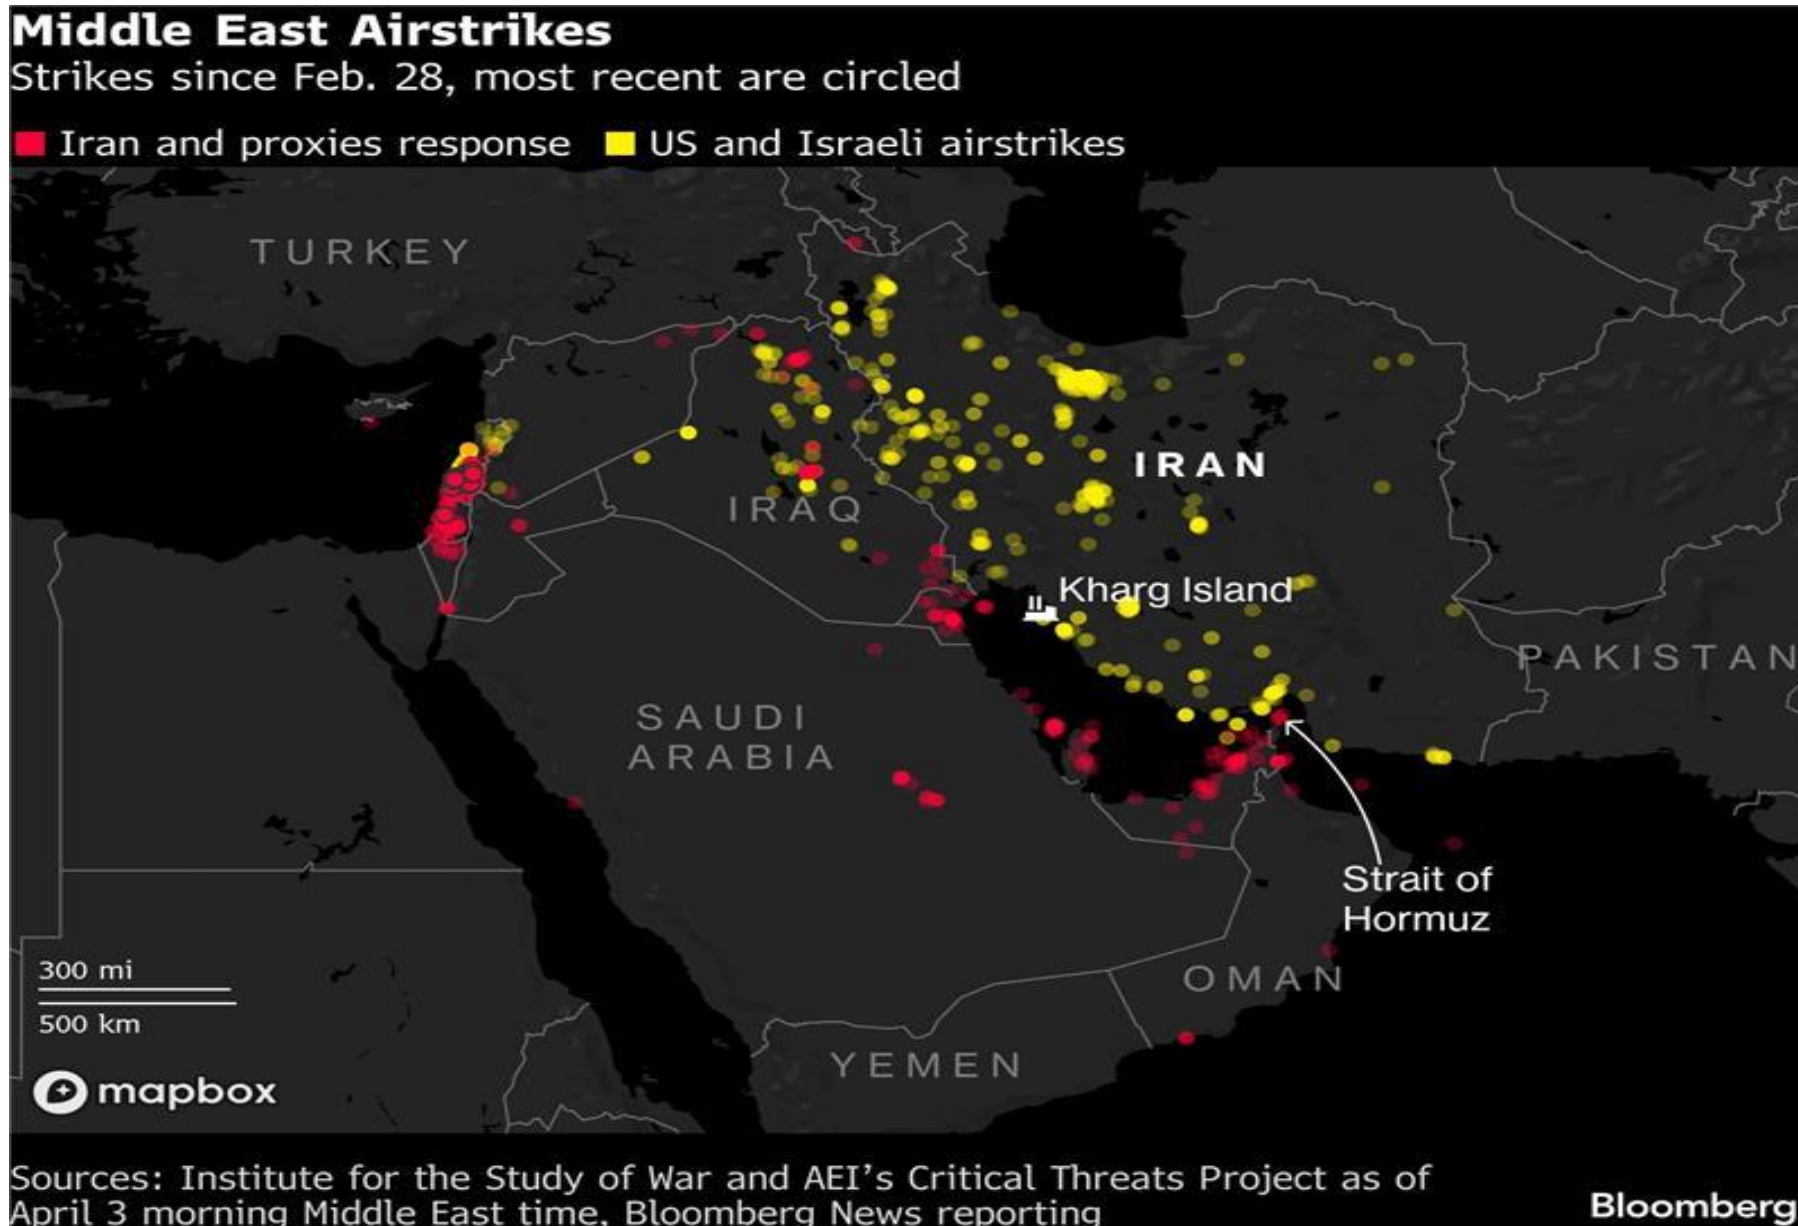 Middle East Airstrikes
Strikes since Feb. 28, most recent are circled
Iran and proxies response
US and Israeli airstrikes
TURKEY
IRAN
IRAQ
Kharg Island
PAKISTAN
SAUDI
ARABIA
Strait of
Hormuz
OMAN
YEMEN
300 mi
500 km
mapbox
Sources: Institute for the Study of War and AEI’s Critical Threats Project as of
April 3 morning Middle East time, Bloomberg News reporting
Bloomberg